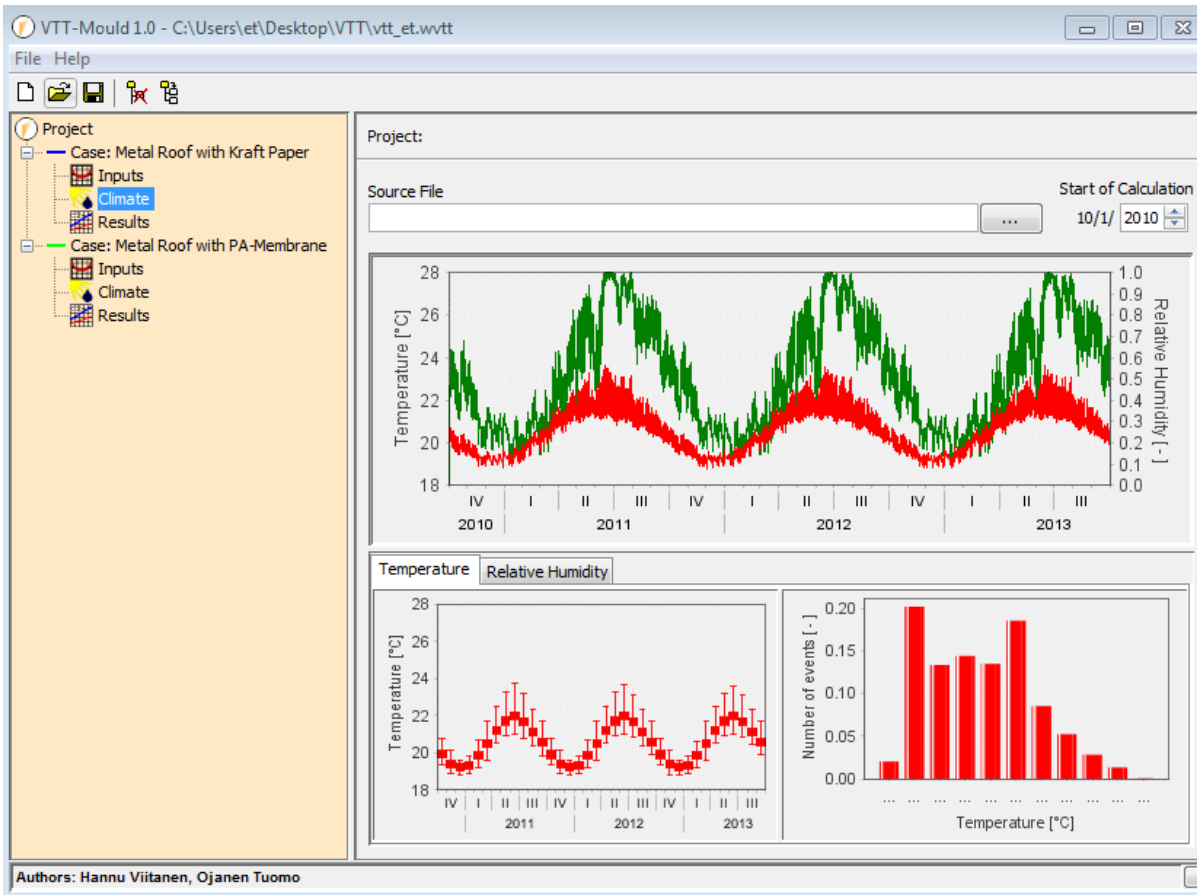 VTT-Mould 1.0 - C:\Users\et\Desktop\VTT\vtt_et.wvtt
File Help
Project
Case: Metal Roof with Kraft Paper
Inputs
Climate
Results
Case: Metal Roof with PA-Membrane
Inputs
Climate
Results
Project:
Source File
Start of Calculation
...
10/1/ 2010
28
26
24
22
20
18
Temperature [°C]
1.0
0.9
0.8
0.7
0.6
0.5
0.4
0.3
0.2
0.1
0.0
Relative Humidity [ - ]
IV I II III IV I II III IV I II III
2010 2011 2012 2013
Temperature Relative Humidity
28
26
24
22
20
18
Temperature [°C]
IV I II III IV I II III IV I II III
2011 2012 2013
0.20
0.15
0.10
0.05
0.00
Number of events [ - ]
... ... ... ... ... ... ... ... ... ... ...
Temperature [°C]
Authors: Hannu Viitanen, Ojanen Tuomo